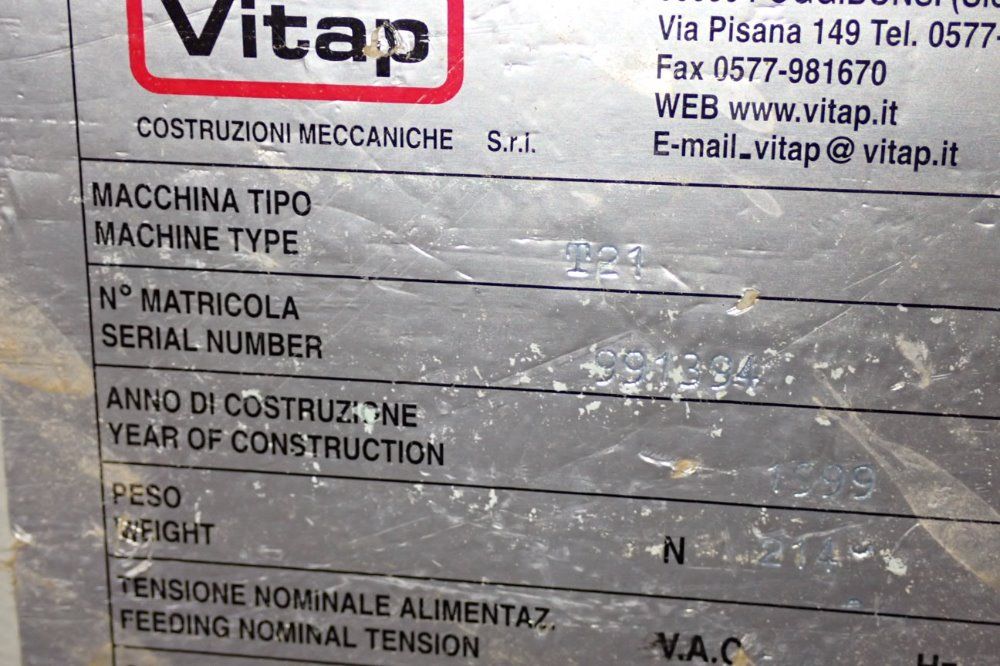 Vitap
Via Pisana 149 Tel. 0577-
Fax 0577-981670
WEB www.vitap.it
COSTRUZIONI MECCANICHE S.r.l.
E-mail_vitap @ vitap.it
MACCHINA TIPO
MACHINE TYPE T21
N° MATRICOLA
SERIAL NUMBER 991394
ANNO DI COSTRUZIONE
YEAR OF CONSTRUCTION 1999
PESO
WEIGHT N
TENSIONE NOMINALE ALIMENTAZ.
FEEDING NOMINAL TENSION V.A.C